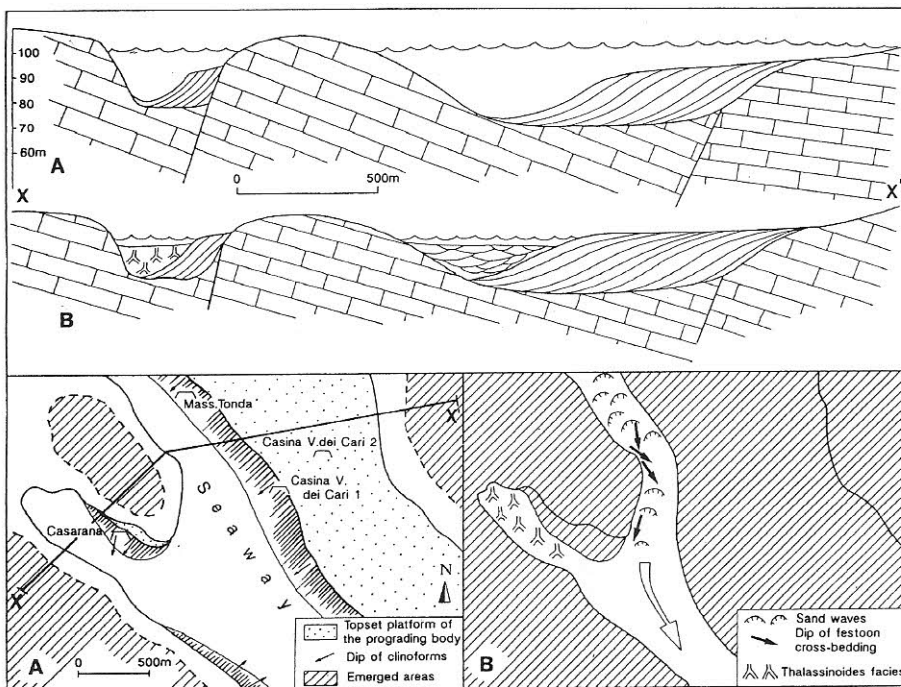 100
90
80
70
60m
A
X
X
0 500m
B
Mass.Tonda
X
Casina V.dei Cari 2
Casina V.
dei Cari 1
Seaway
Casarana
N
X
Topset platform of
the prograding body
Dip of clinoforms
Emerged areas
A
0 500m
Sand waves
Dip of festoon
cross-bedding
Thalassinoides facies
B